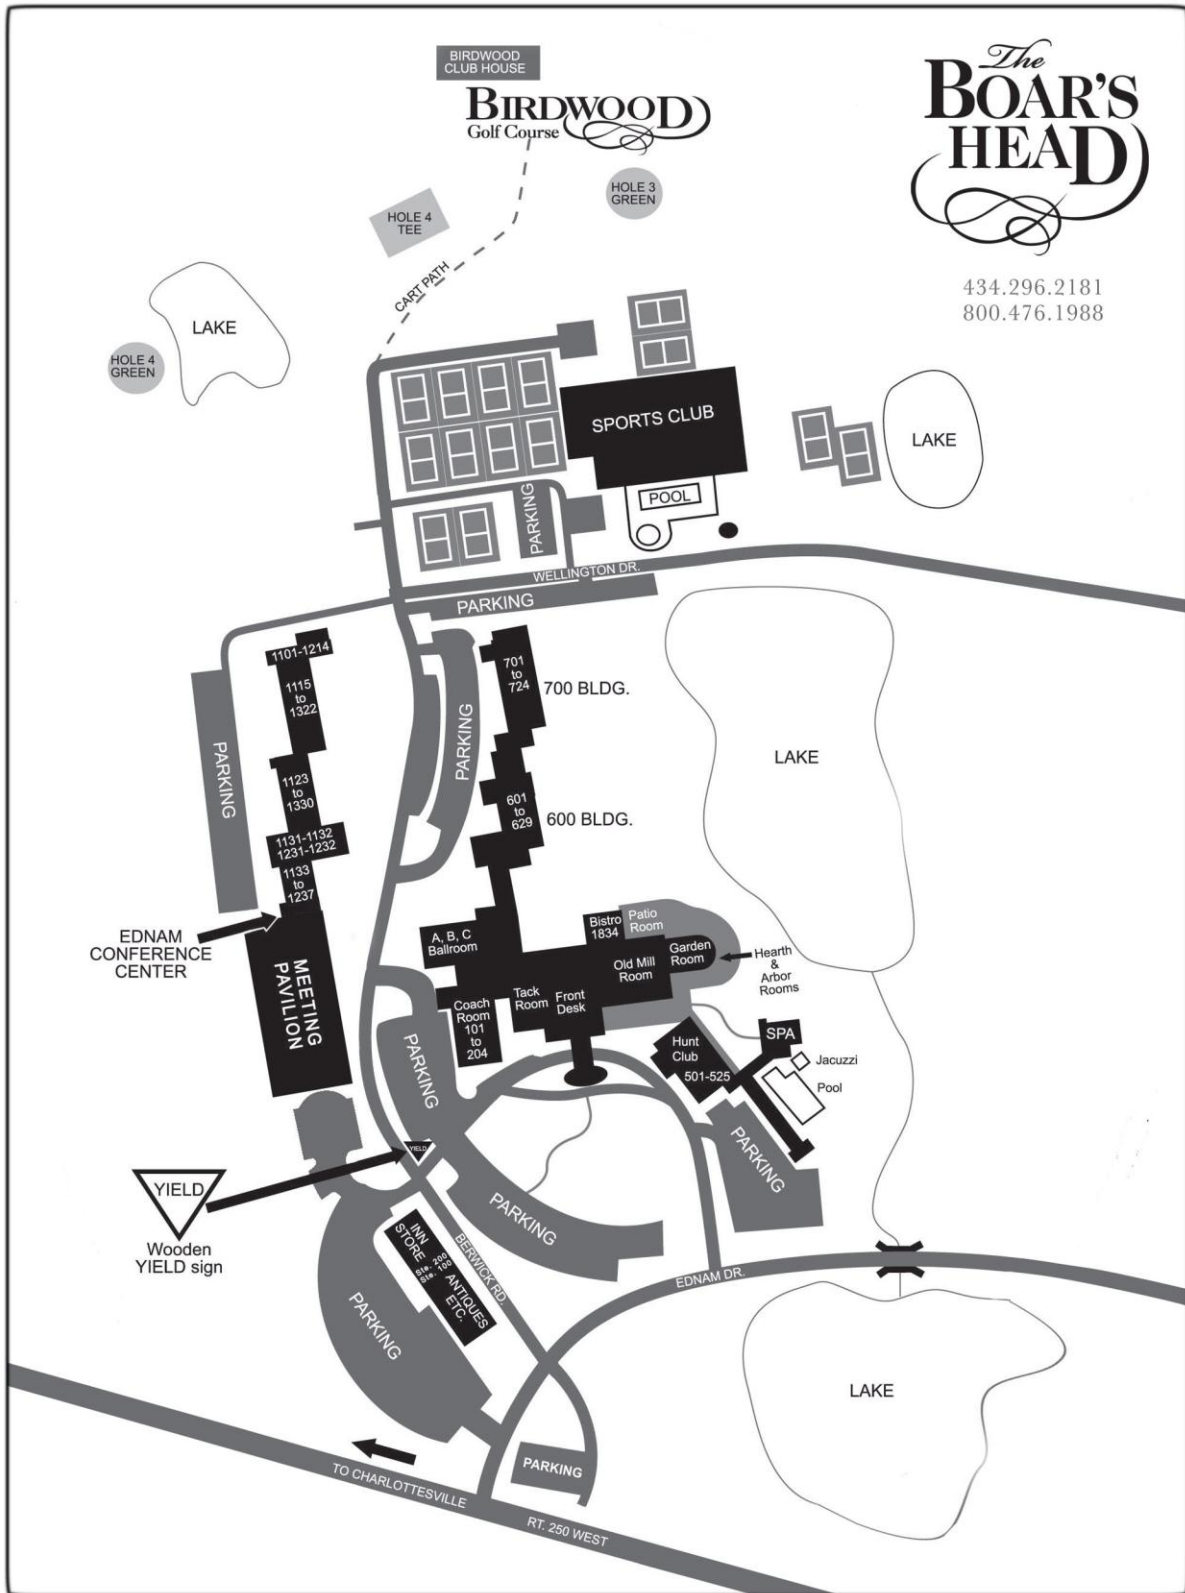 BIRDWOOD
CLUB HOUSE
BIRDWOOD
Golf Course
The
BOAR'S
HEAD
434.296.2181
800.476.1988
HOLE 3
GREEN
HOLE 4
TEE
CART PATH
LAKE
HOLE 4
GREEN
SPORTS CLUB
LAKE
POOL
PARKING
WELLINGTON DR.
PARKING
1101-1214
1115
to
1322
701
to
724
700 BLDG.
PARKING
PARKING
LAKE
1123
to
1330
601
to
629
600 BLDG.
1131-1132
1231-1232
1133
to
1237
EDNAM
CONFERENCE
CENTER
MEETING
PAVILION
A, B, C
Ballroom
Bistro
1834
Patio
Room
Garden
Room
Old Mill
Room
Hearth
&
Arbor
Rooms
Coach
Room
101
to
204
Tack
Room
Front
Desk
Hunt
Club
501-525
SPA
Jacuzzi
Pool
PARKING
PARKING
YIELD
YIELD
Wooden
YIELD sign
PARKING
INN
STORE
Ste. 200
Ste. 100
ANTIQUES
ETC.
BERWICK RD.
EDNAM DR.
PARKING
LAKE
PARKING
TO CHARLOTTESVILLE
RT. 250 WEST